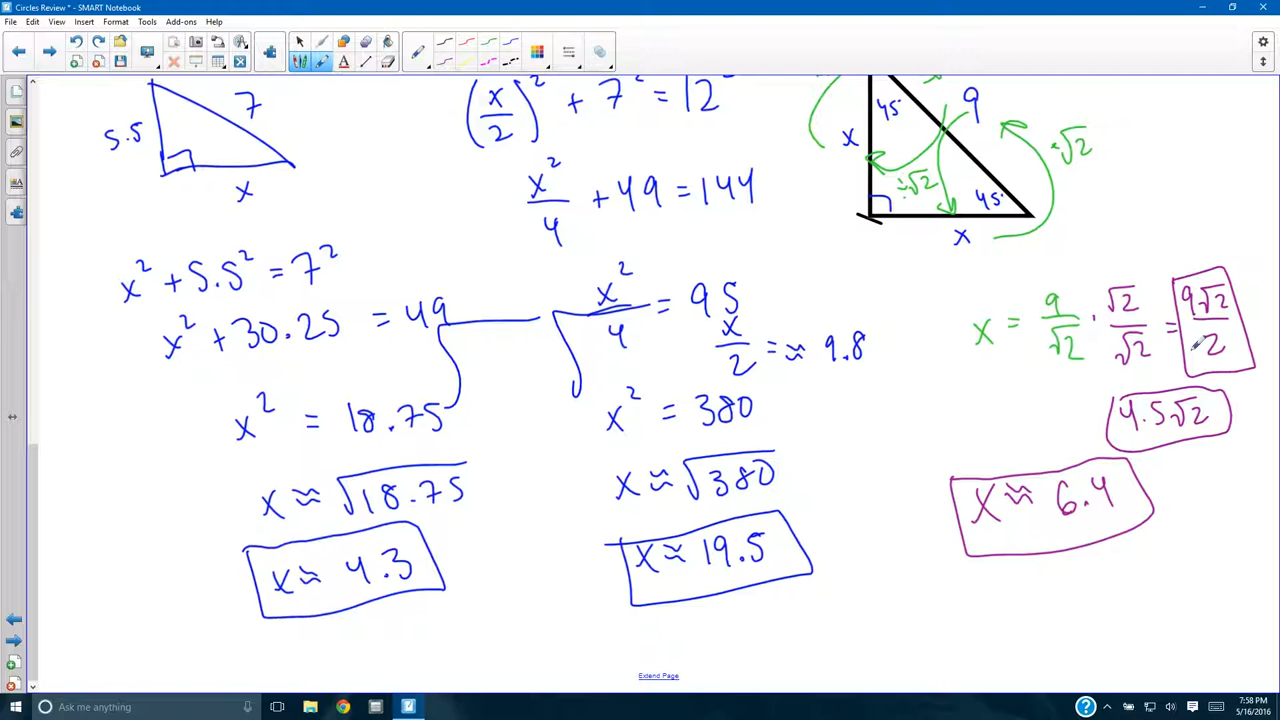 Circles Review * - SMART Notebook
File Edit View Insert Format Tools Add-ons Help
5.5
7
x
x² + 5.5² = 7²
x² + 30.25 = 49
x² = 18.75
x ≈ √18.75
x ≈ 4.3
(x/2)² + 7² = 12²
x²/4 + 49 = 144
x²/4 = 95
x/2 = ≈ 9.8
x² = 380
x ≈ √380
x ≈ 19.5
45°
9
x
÷√2
·√2
45°
x
x = 9/√2 · √2/√2 = 9√2/2
4.5√2
x ≈ 6.4
Extend Page
Ask me anything
7:58 PM
5/16/2016